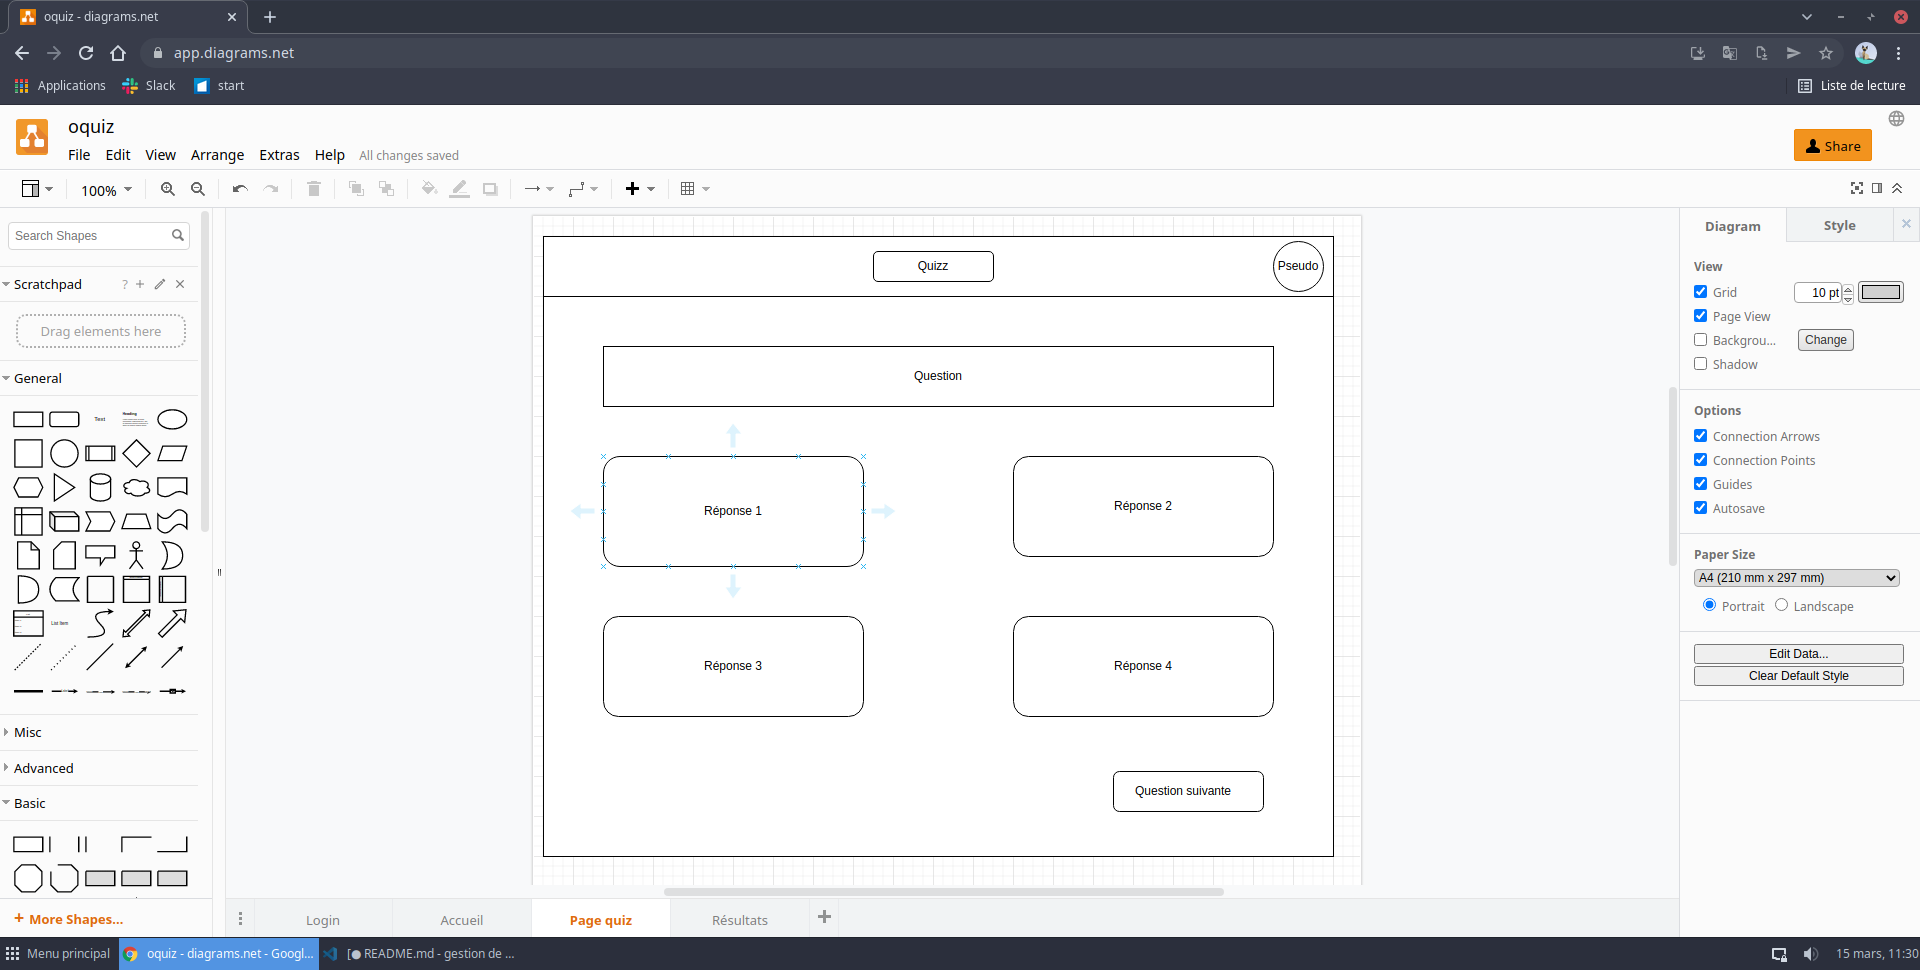 oquiz - diagrams.net
app.diagrams.net
Applications
Slack
start
Liste de lecture
oquiz
File Edit View Arrange Extras Help All changes saved
Share
100%
Search Shapes
Scratchpad
?
Drag elements here
General
Text
Heading
List Item
Misc
Advanced
Basic
+ More Shapes...
Quizz
Pseudo
Question
Réponse 1
Réponse 2
Réponse 3
Réponse 4
Question suivante
Login
Accueil
Page quiz
Résultats
Diagram
Style
View
Grid
10 pt
Page View
Backgrou...
Change
Shadow
Options
Connection Arrows
Connection Points
Guides
Autosave
Paper Size
A4 (210 mm x 297 mm)
Portrait
Landscape
Edit Data...
Clear Default Style
Menu principal
oquiz - diagrams.net - Googl...
[● README.md - gestion de ...
15 mars, 11:30